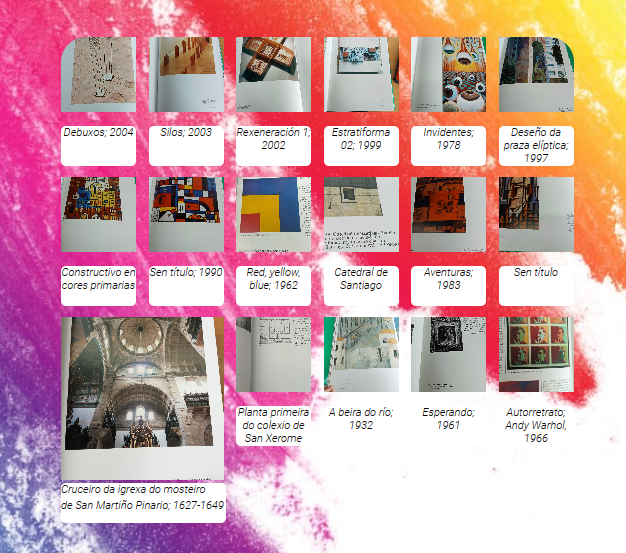 Debuxos; 2004
Silos; 2003
Rexeneración 1;
2002
Estratiforma
02; 1999
Invidentes;
1978
Deseño da
praza elíptica;
1997
Constructivo en
cores primarias
Sen título; 1990
Red, yellow,
blue; 1962
Catedral de
Santiago
Aventuras;
1983
Sen título
Cruceiro da igrexa do mosteiro
de San Martiño Pinario; 1627-1649
Planta primeira
do colexio de
San Xerome
A beira do río;
1932
Esperando;
1961
Autorretrato;
Andy Warhol,
1966